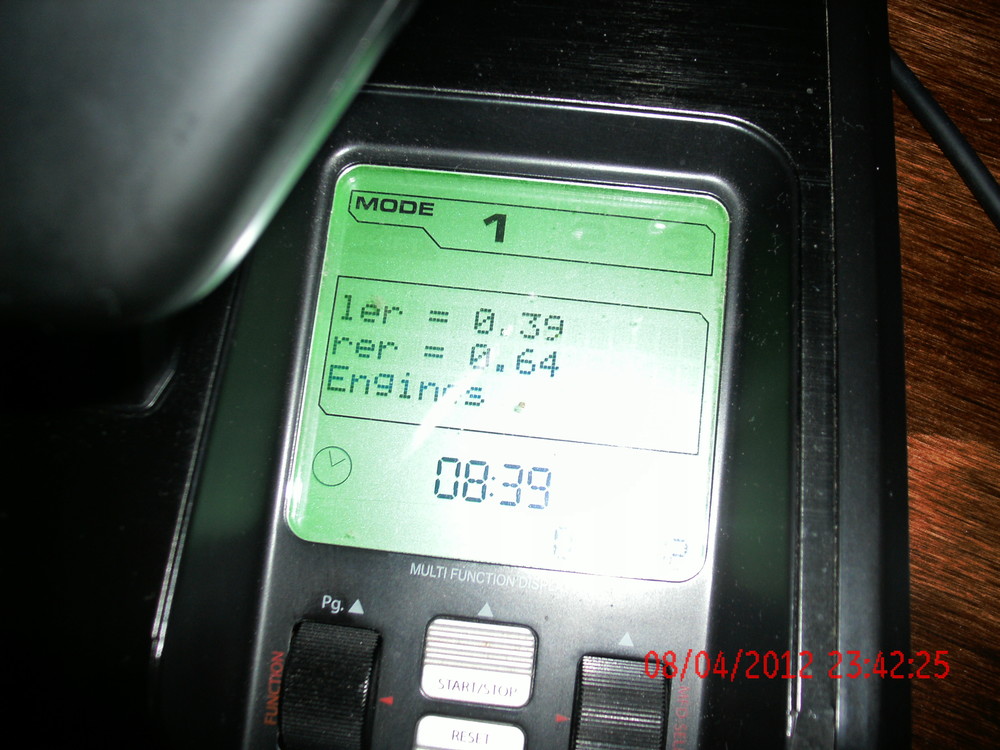 MODE 1
ler = 0.39
rer = 0.64
Engines
08:39
MULTI FUNCTION
Pg.
START/STOP
FUNCTION
RESET
08/04/2012 23:42:25